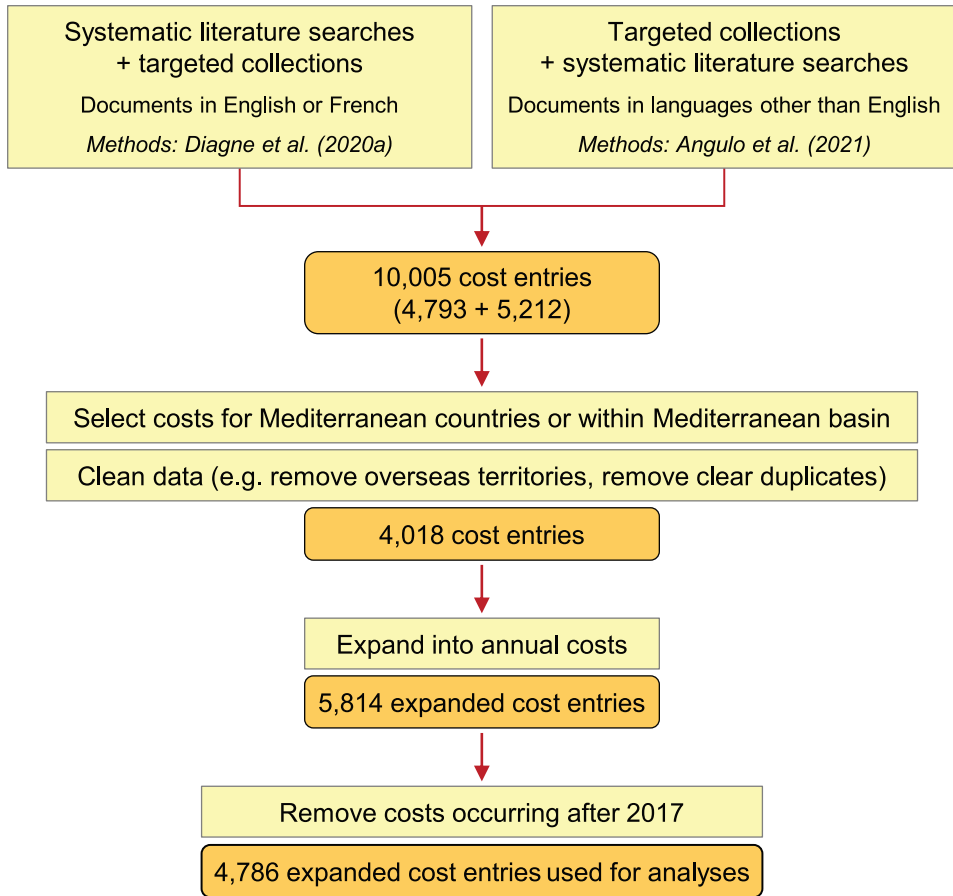 Systematic literature searches
+ targeted collections
Documents in English or French
Methods: Diagne et al. (2020a)
Targeted collections
+ systematic literature searches
Documents in languages other than English
Methods: Angulo et al. (2021)
10,005 cost entries
(4,793 + 5,212)
Select costs for Mediterranean countries or within Mediterranean basin
Clean data (e.g. remove overseas territories, remove clear duplicates)
4,018 cost entries
Expand into annual costs
5,814 expanded cost entries
Remove costs occurring after 2017
4,786 expanded cost entries used for analyses